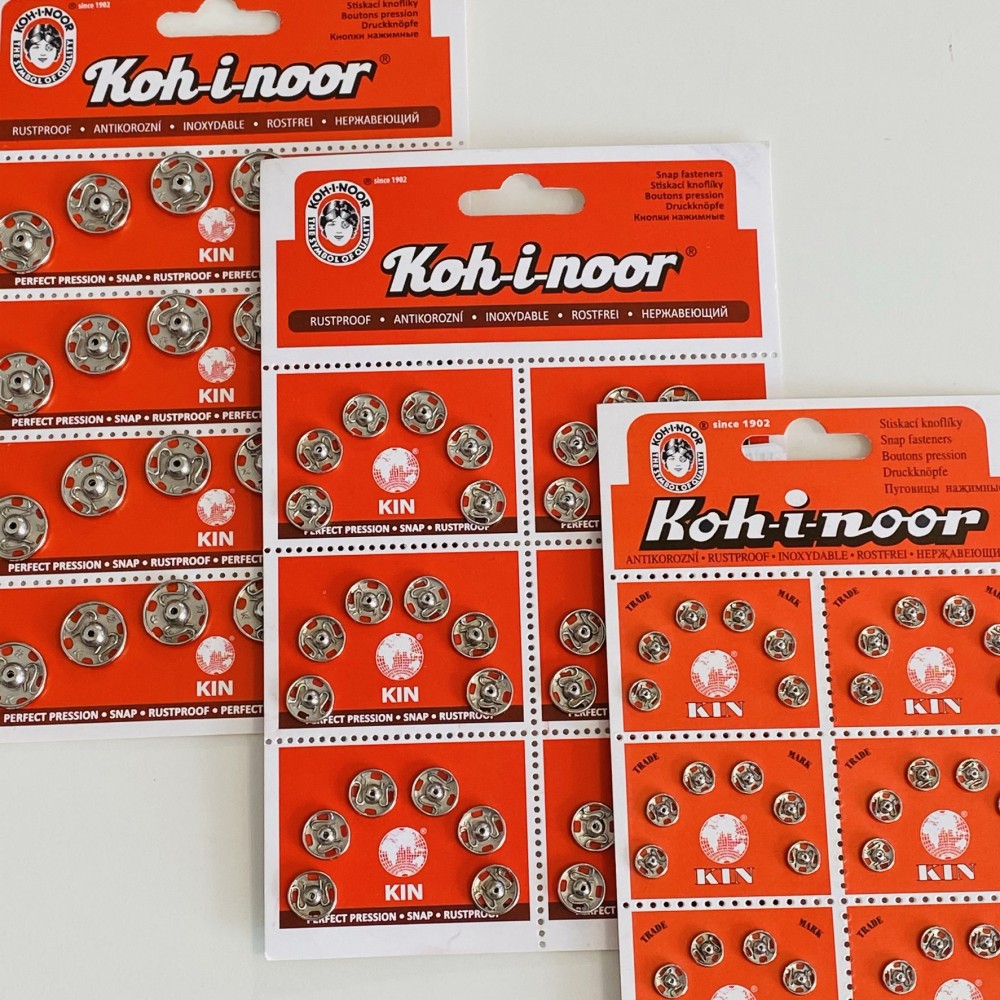 KOH-I-NOOR
THE SYMBOL OF QUALITY
® since 1902
Stiskací knoflíky
Boutons pression
Druckknöpfe
Кнопки нажимные
Koh-i-noor®
RUSTPROOF • ANTIKOROZNÍ • INOXYDABLE • ROSTFREI • НЕРЖАВЕЮЩИЙ
KIN
PERFECT PRESSION • SNAP • RUSTPROOF • PERFECT
KIN
PERFECT PRESSION • SNAP • RUSTPROOF • PERFECT
KIN
PERFECT PRESSION • SNAP • RUSTPROOF • PERFECT
KIN
PERFECT PRESSION • SNAP • RUSTPROOF • PERFECT
KOH-I-NOOR
THE SYMBOL OF QUALITY
® since 1902
Snap fasteners
Stiskací knoflíky
Boutons pression
Druckknöpfe
Кнопки нажимные
Koh-i-noor®
RUSTPROOF • ANTIKOROZNÍ • INOXYDABLE • ROSTFREI • НЕРЖАВЕЮЩИЙ
KIN
PERFECT PRESSION • SNAP • RUSTPROOF
PERFECT
KIN
PERFECT PRESSION • SNAP • RUSTPROOF
PERFECT
KIN
PERFECT PRESSION • SNAP • RUSTPROOF
PERFECT
KOH-I-NOOR
THE SYMBOL OF QUALITY
® since 1902
Stiskací knoflíky
Snap fasteners
Boutons pression
Druckknöpfe
Пуговицы нажимные
Koh-i-noor®
ANTIKOROZNÍ • RUSTPROOF • INOXYDABLE • ROSTFREI • НЕРЖАВЕЮЩИЙ
TRADE MARK
KIN
TRADE MARK
KIN
TRADE MARK
KIN
TRADE
KIN
TRADE MARK
TRADE